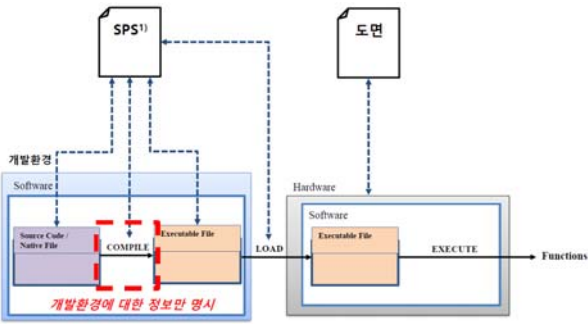 SPS1)
도면
개발환경
Software
Hardware
Software
Source Code /
Native File
COMPILE
Executable File
LOAD
Executable File
EXECUTE
Functions
개발환경에 대한 정보만 명시